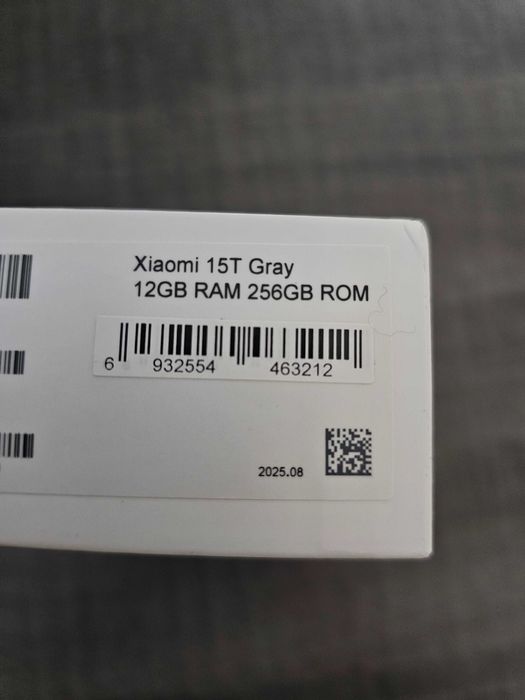 Xiaomi 15T Gray
12GB RAM 256GB ROM
6 932554 463212
2025.08